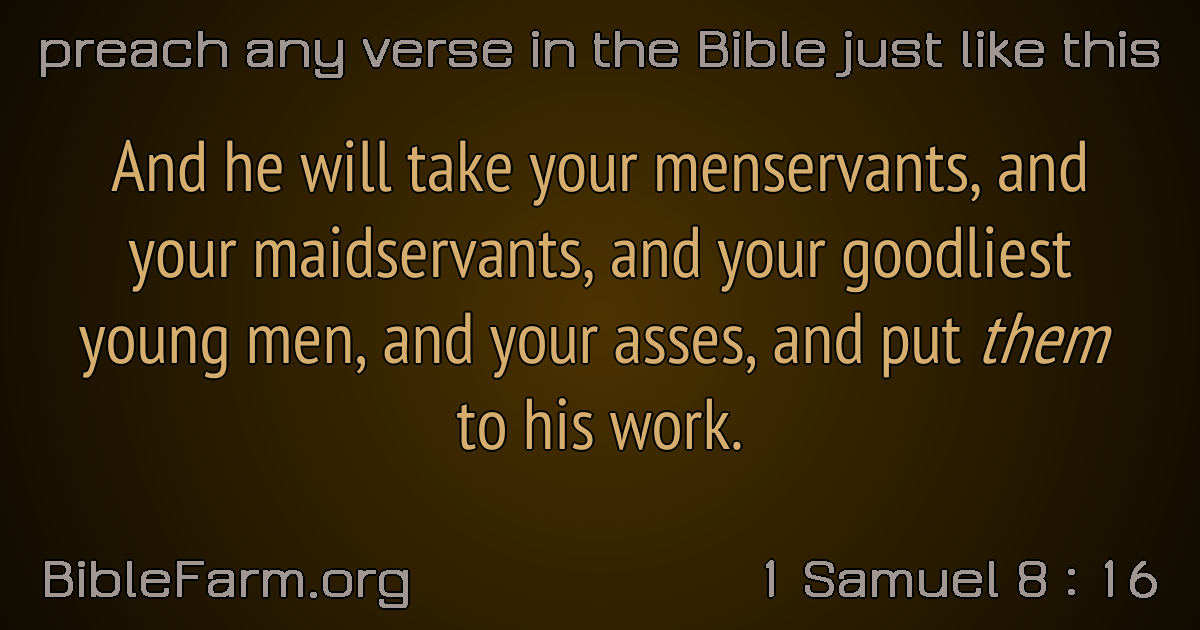 preach any verse in the Bible just like this
And he will take your menservants, and
your maidservants, and your goodliest
young men, and your asses, and put them
to his work.
BibleFarm.org
1 Samuel 8 : 16